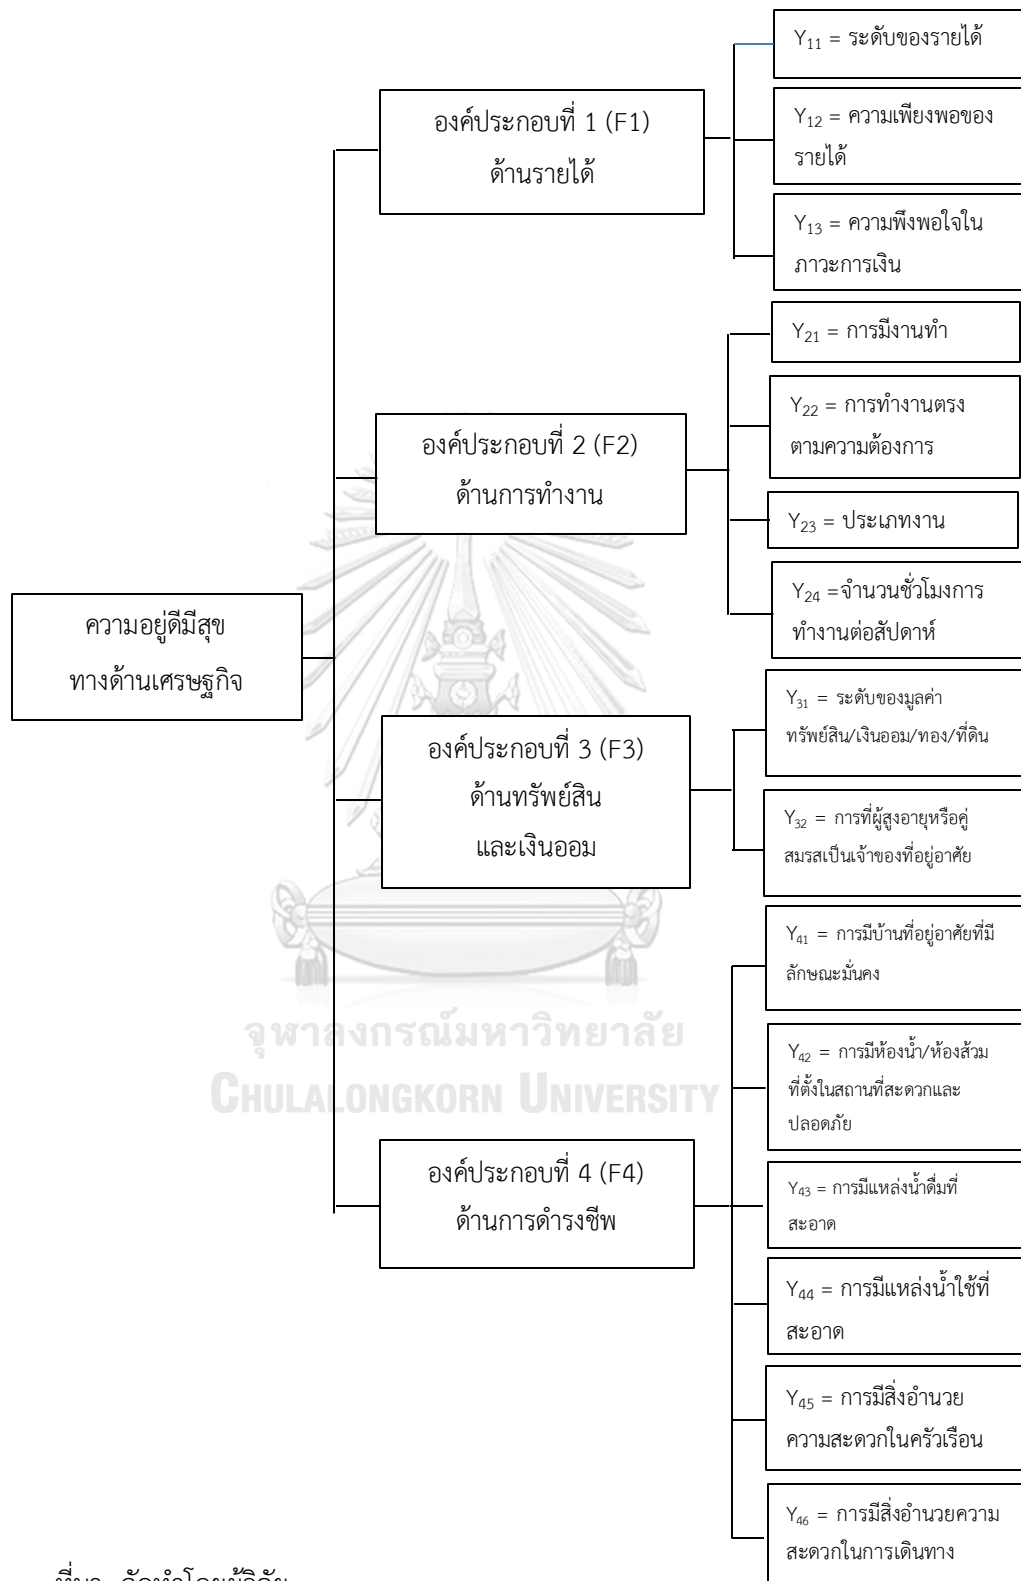 ความอยู่ดีมีสุข
ทางด้านเศรษฐกิจ
องค์ประกอบที่ 1 (F1)
ด้านรายได้
Y11 = ระดับของรายได้
Y12 = ความเพียงพอของ
รายได้
Y13 = ความพึงพอใจใน
ภาวะการเงิน
องค์ประกอบที่ 2 (F2)
ด้านการทำงาน
Y21 = การมีงานทำ
Y22 = การทำงานตรง
ตามความต้องการ
Y23 = ประเภทงาน
Y24 =จำนวนชั่วโมงการ
ทำงานต่อสัปดาห์
องค์ประกอบที่ 3 (F3)
ด้านทรัพย์สิน
และเงินออม
Y31 = ระดับของมูลค่า
ทรัพย์สิน/เงินออม/ทอง/ที่ดิน
Y32 = การที่ผู้สูงอายุหรือคู่
สมรสเป็นเจ้าของที่อยู่อาศัย
องค์ประกอบที่ 4 (F4)
ด้านการดำรงชีพ
Y41 = การมีบ้านที่อยู่อาศัยที่มี
ลักษณะมั่นคง
Y42 = การมีห้องน้ำ/ห้องส้วม
ที่ตั้งในสถานที่สะดวกและ
ปลอดภัย
Y43 = การมีแหล่งน้ำดื่มที่
สะอาด
Y44 = การมีแหล่งน้ำใช้ที่
สะอาด
Y45 = การมีสิ่งอำนวย
ความสะดวกในครัวเรือน
Y46 = การมีสิ่งอำนวยความ
สะดวกในการเดินทาง
จุฬาลงกรณ์มหาวิทยาลัย
CHULALONGKORN UNIVERSITY